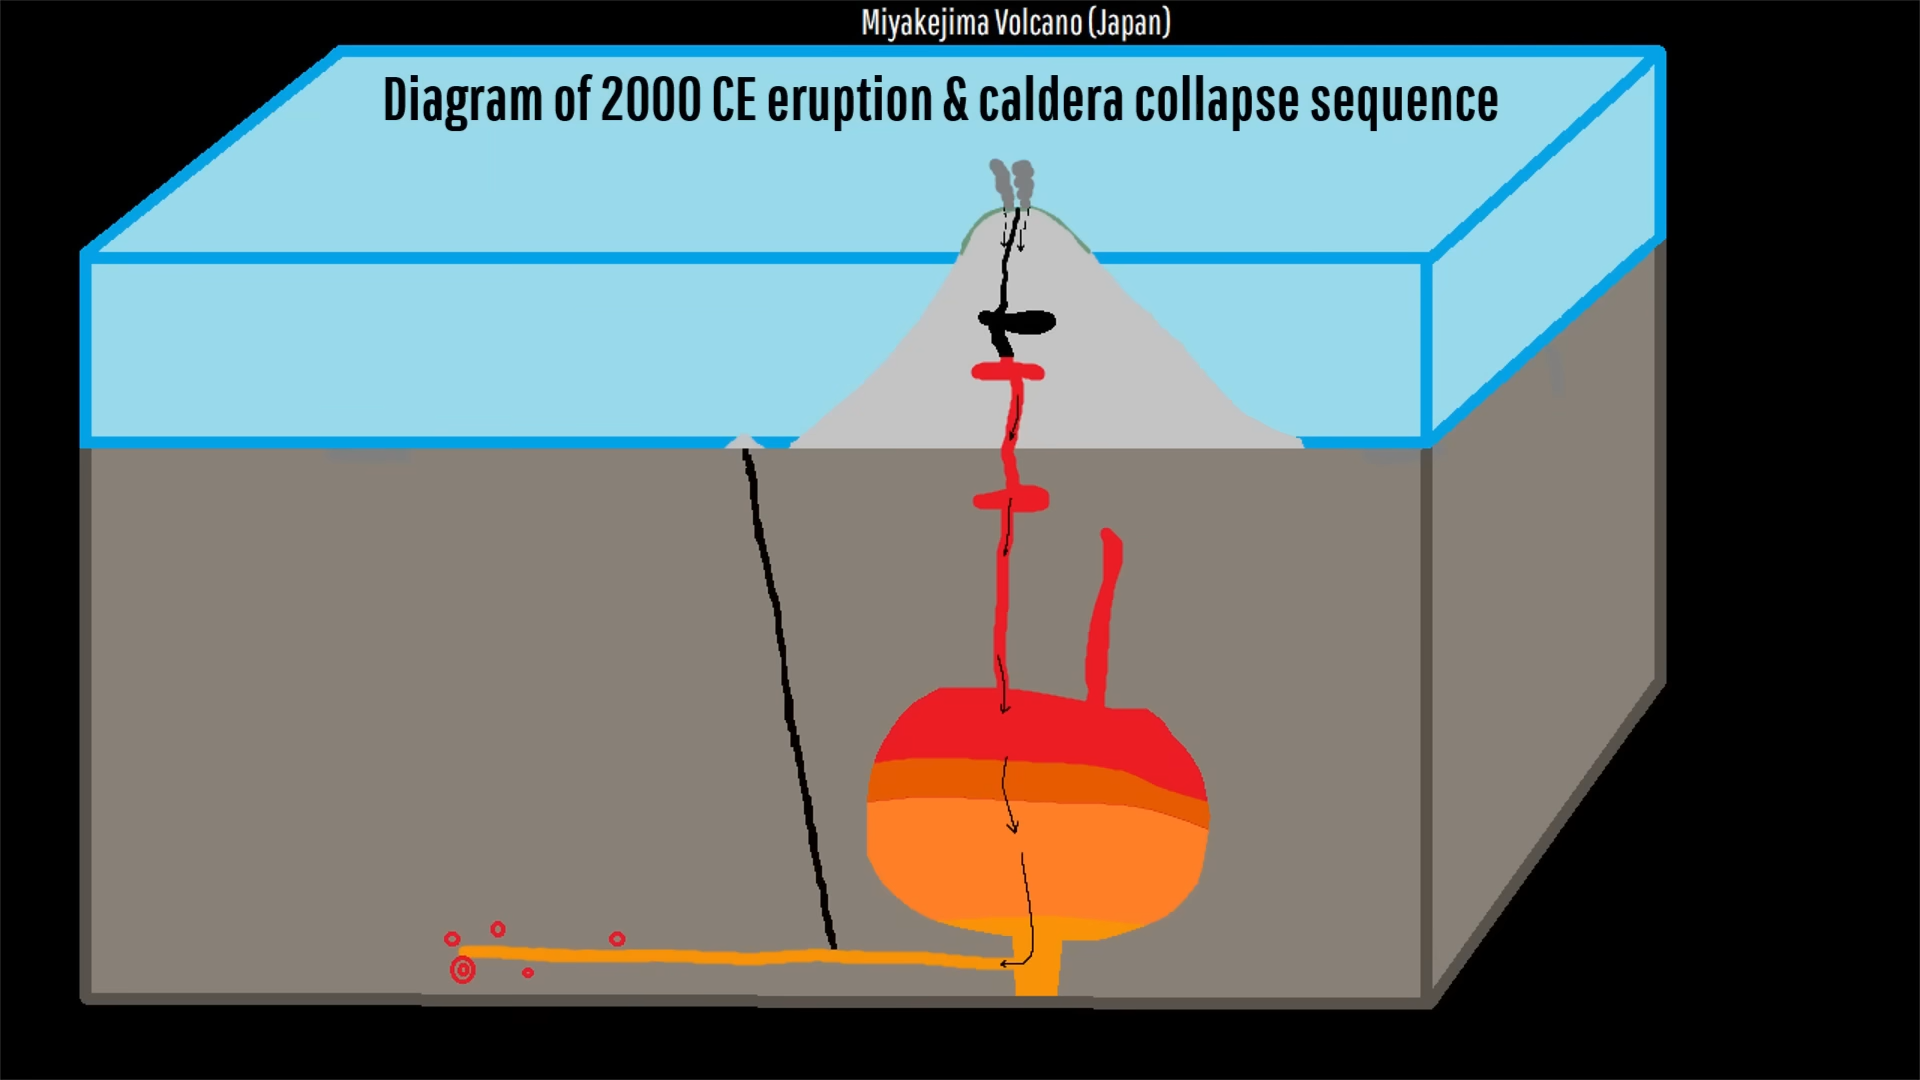 Miyakejima Volcano (Japan)
Diagram of 2000 CE eruption & caldera collapse sequence